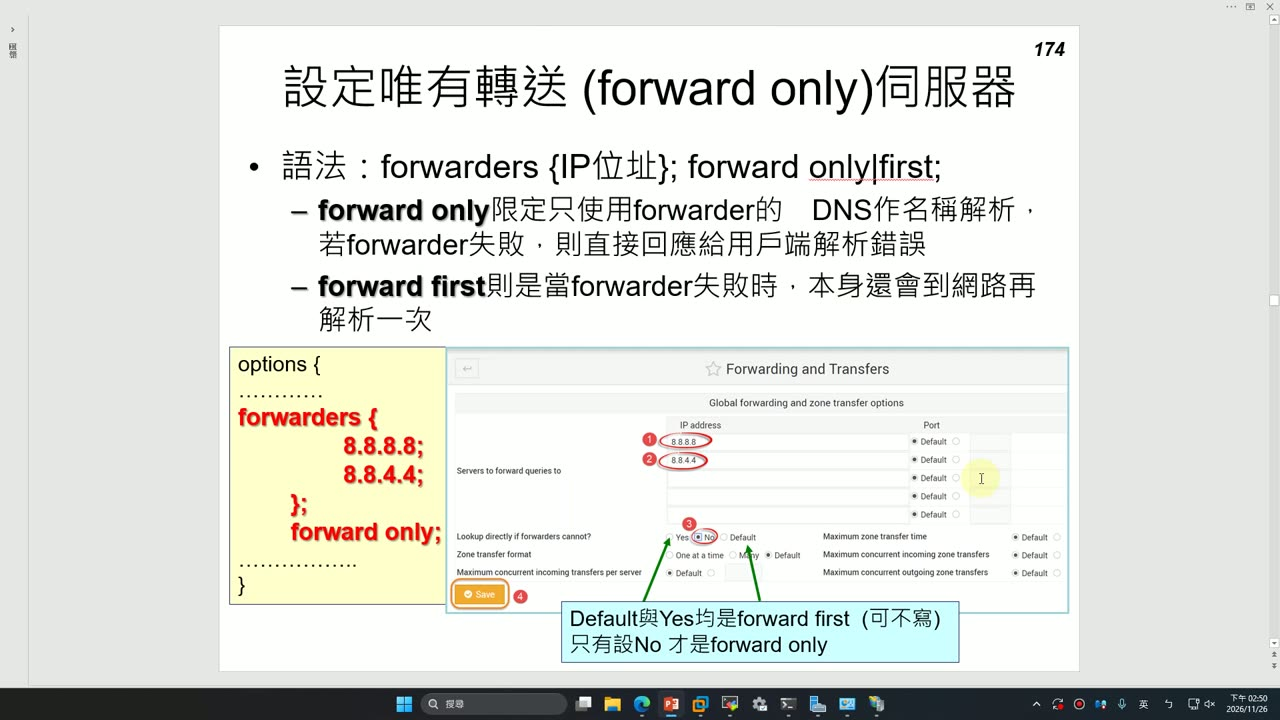 174
設定唯有轉送 (forward only)伺服器
• 語法：forwarders {IP位址}; forward only|first;
– forward only限定只使用forwarder的 DNS作名稱解析，
若forwarder失敗，則直接回應給用戶端解析錯誤
– forward first則是當forwarder失敗時，本身還會到網路再
解析一次
options {
…………
forwarders {
8.8.8.8;
8.8.4.4;
};
forward only;
……………..
}
Forwarding and Transfers
Global forwarding and zone transfer options
IP address Port
1 8.8.8.8 Default
2 8.8.4.4 Default
Servers to forward queries to
Default
Default
Default
3
Lookup directly if forwarders cannot? Yes No Default Maximum zone transfer time Default
Zone transfer format One at a time Many Default Maximum concurrent incoming zone transfers Default
Maximum concurrent incoming transfers per server Default Maximum concurrent outgoing zone transfers Default
Save 4
Default與Yes均是forward first (可不寫)
只有設No 才是forward only
搜尋
英
下午 02:50
2026/11/26